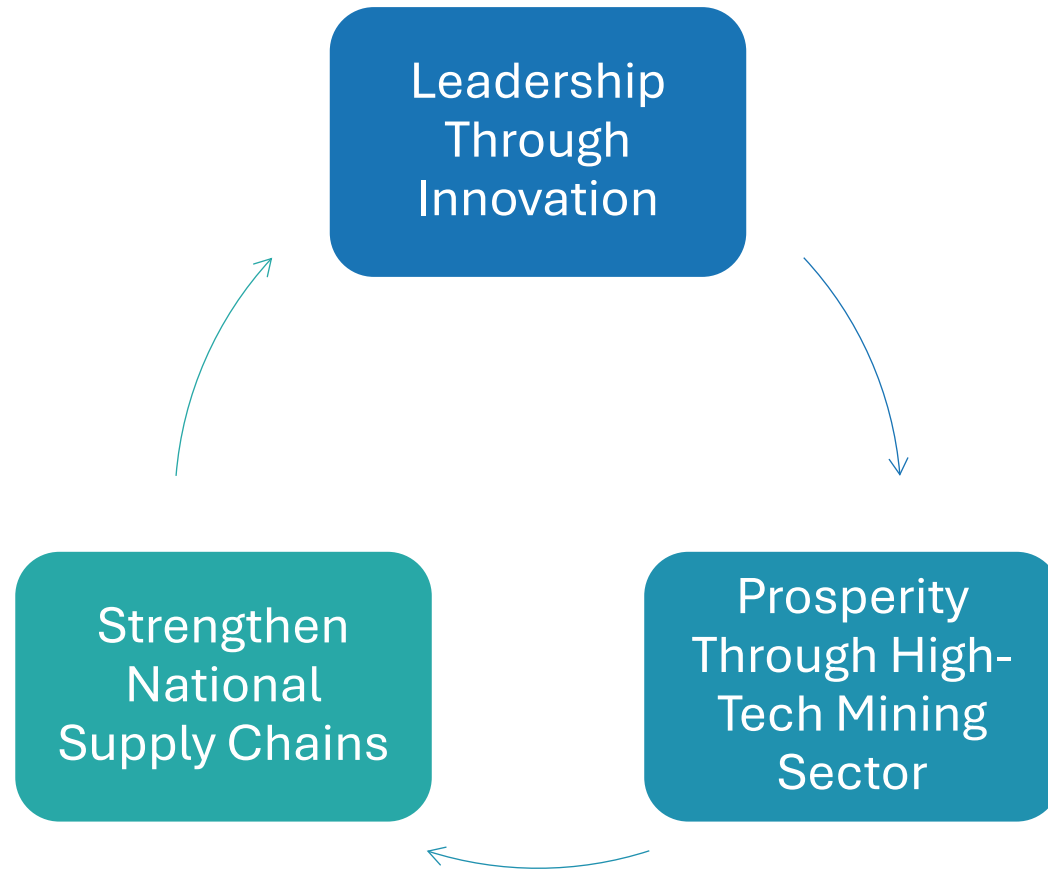 Leadership
Through
Innovation
Prosperity
Through High-
Tech Mining
Sector
Strengthen
National
Supply Chains